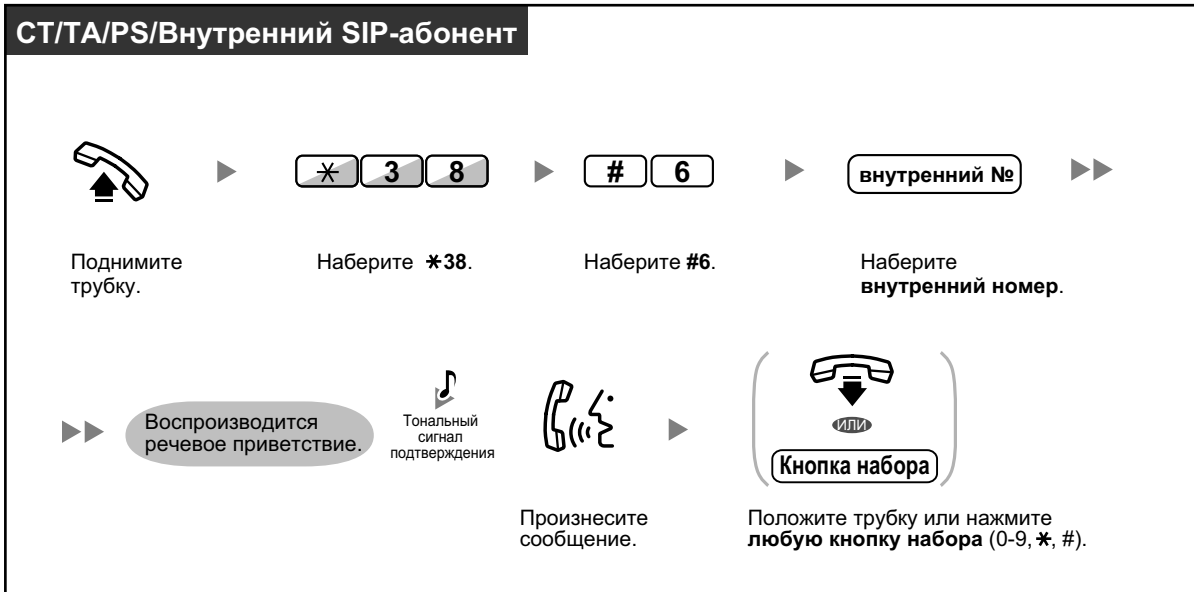 СТ/ТА/PS/Внутренний SIP-абонент
✳ 3 8
# 6
внутренний №
Поднимите
трубку.
Наберите ✳38.
Наберите #6.
Наберите
внутренний номер.
Воспроизводится
речевое приветствие.
Тональный
сигнал
подтверждения
или
Кнопка набора
Произнесите
сообщение.
Положите трубку или нажмите
любую кнопку набора (0-9, ✳, #).